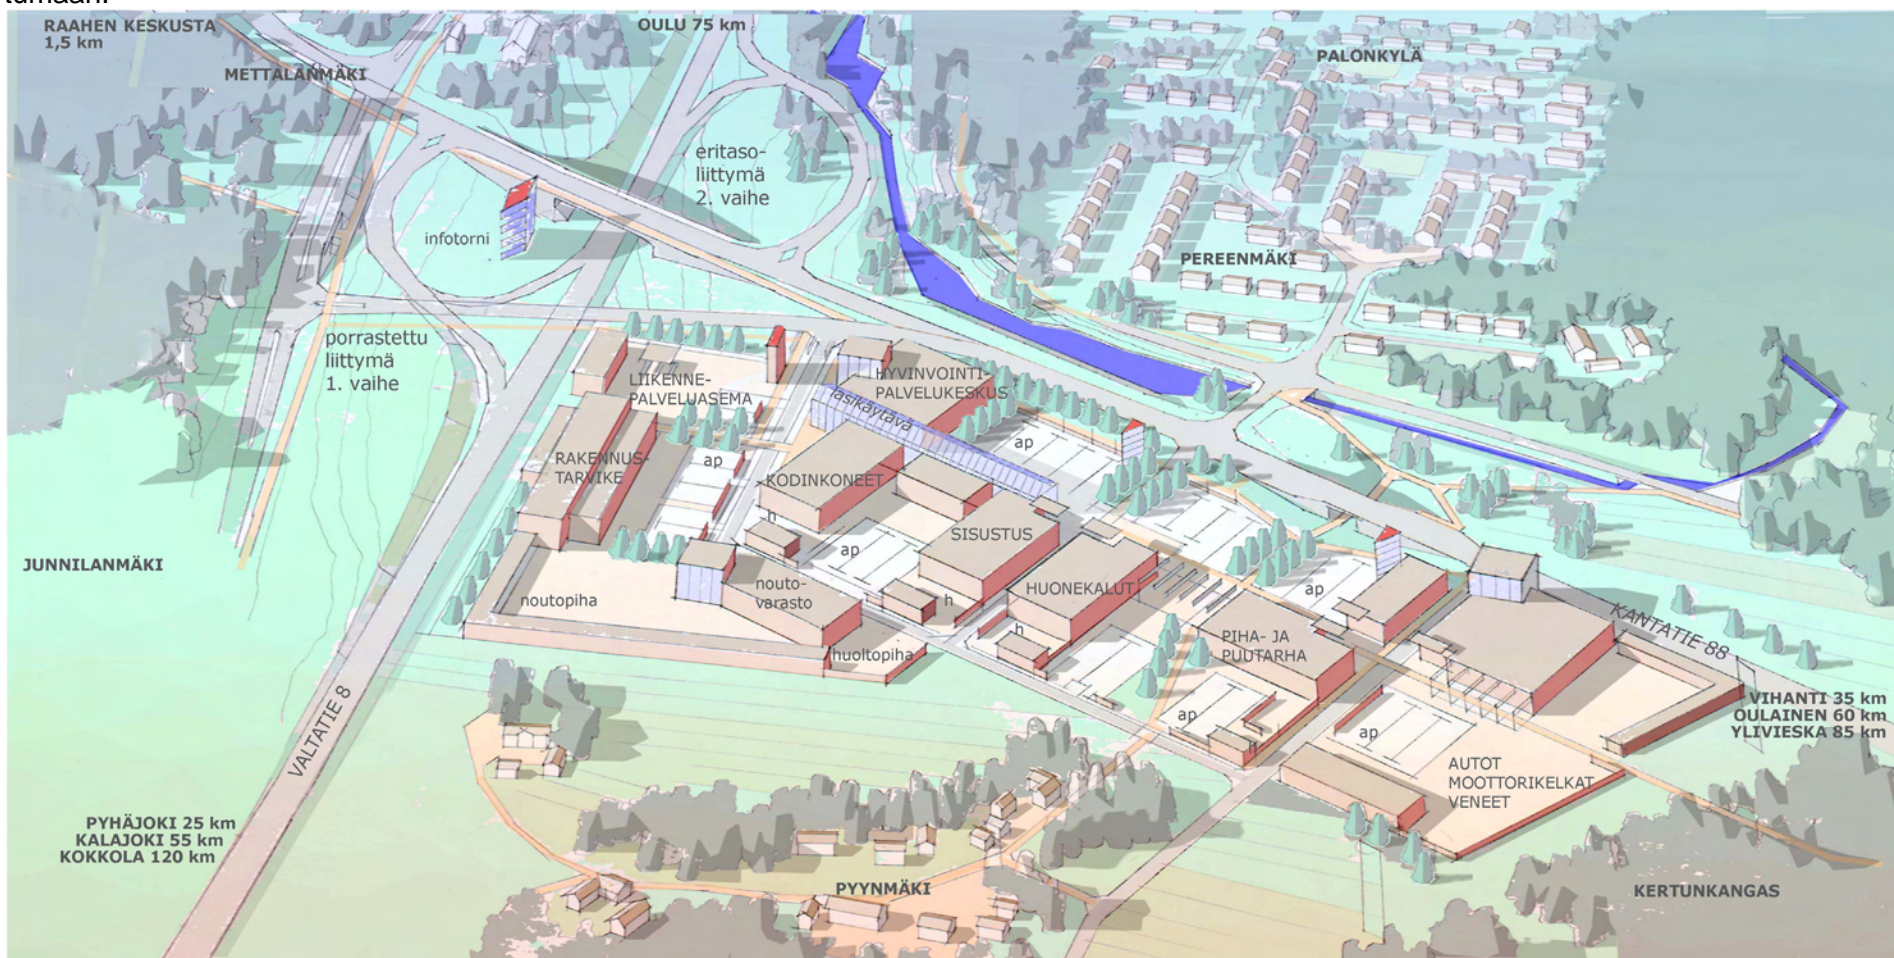 tumaan.
RAAHEN KESKUSTA
1,5 km
OULU 75 km
METTALANMÄKI
PALONKYLÄ
eritaso-
liittymä
2. vaihe
infotorni
PEREENMÄKI
porrastettu
liittymä
1. vaihe
LIIKENNE-
PALVELUASEMA
HYVINVOINTI-
PALVELUKESKUS
lasikäytävä
ap
RAKENNUS-
TARVIKE
ap
KODINKONEET
h
ap
SISUSTUS
JUNNILANMÄKI
noutopiha
nouto-
varasto
h
HUONEKALUT
ap
h
KANTATIE 88
PIHA- JA
PUUTARHA
huoltopiha
VALTATIE 8
VIHANTI 35 km
OULAINEN 60 km
YLIVIESKA 85 km
ap
ap
h
AUTOT
MOOTTORIKELKAT
VENEET
PYHÄJOKI 25 km
KALAJOKI 55 km
KOKKOLA 120 km
PYYNMÄKI
KERTUNKANGAS